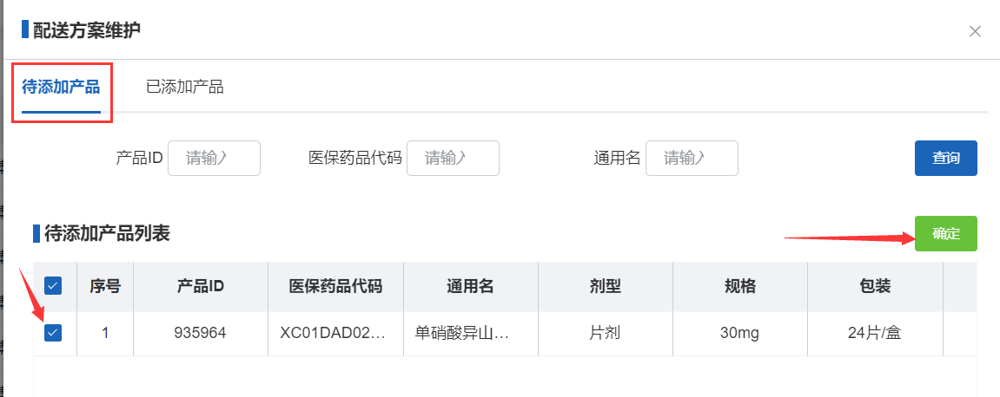 配送方案维护
待添加产品 已添加产品
产品ID 请输入 医保药品代码 请输入 通用名 请输入 查询
待添加产品列表 确定
序号 产品ID 医保药品代码 通用名 剂型 规格 包装
1 935964 XC01DAD02... 单硝酸异山... 片剂 30mg 24片/盒